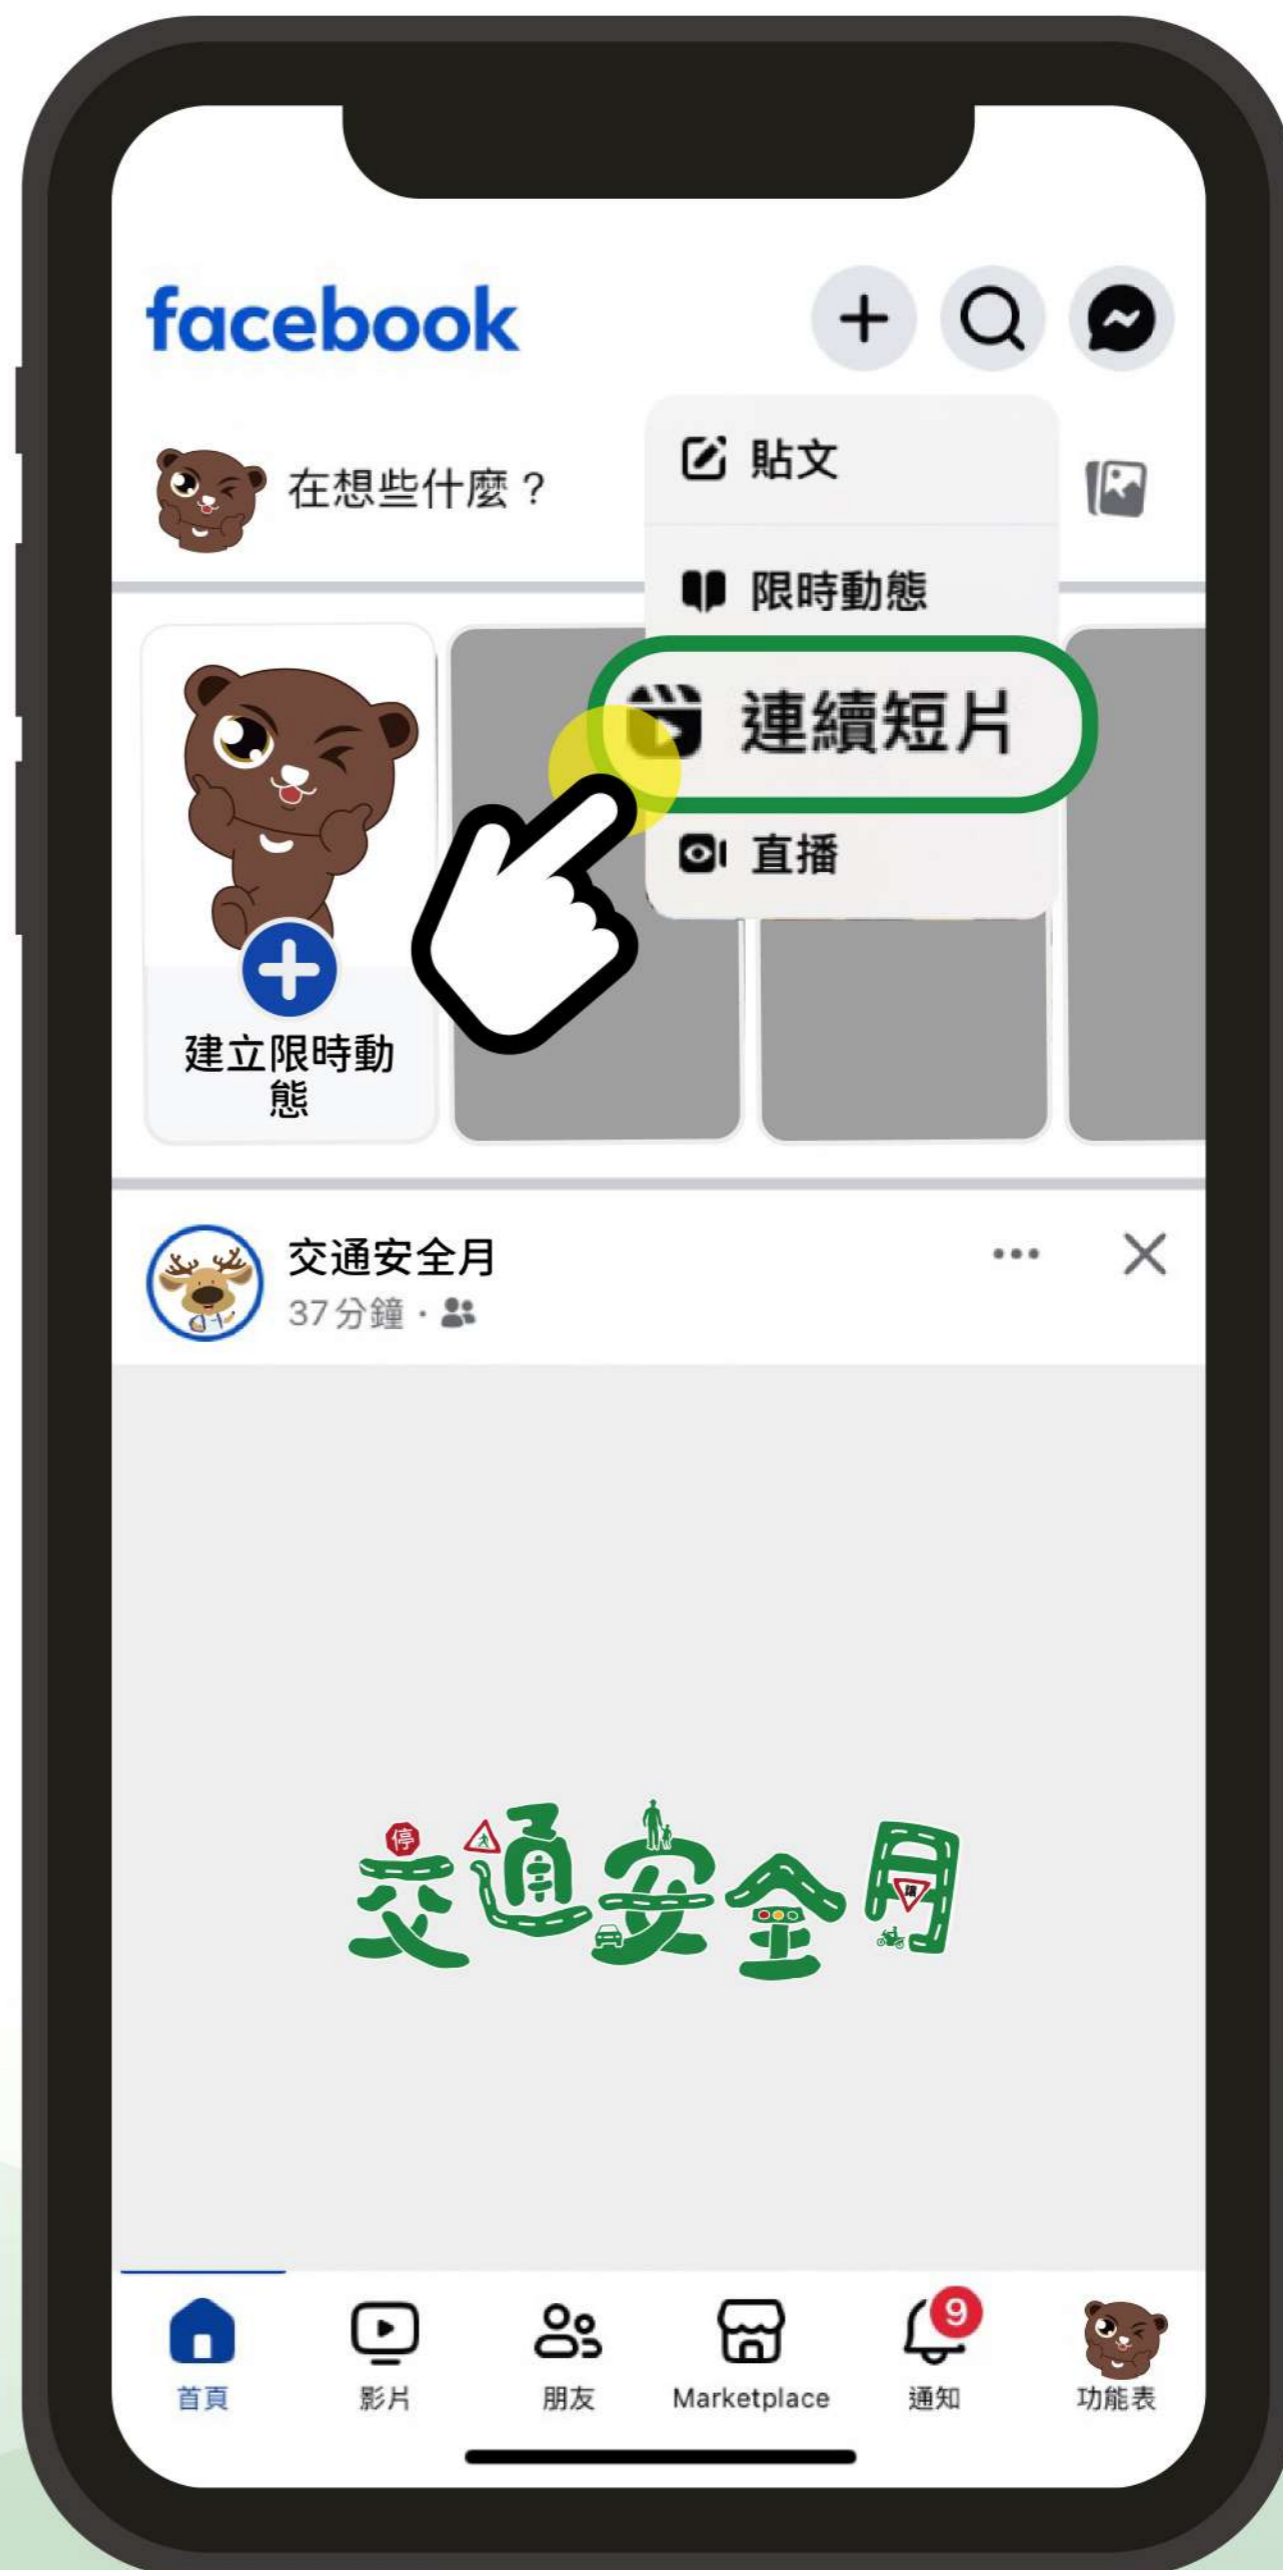 facebook
在想些什麼？
貼文
限時動態
連續短片
直播
建立限時動
態
交通安全月
37分鐘 ·
停
讓
交通安全月
首頁
影片
朋友
Marketplace
9
通知
功能表